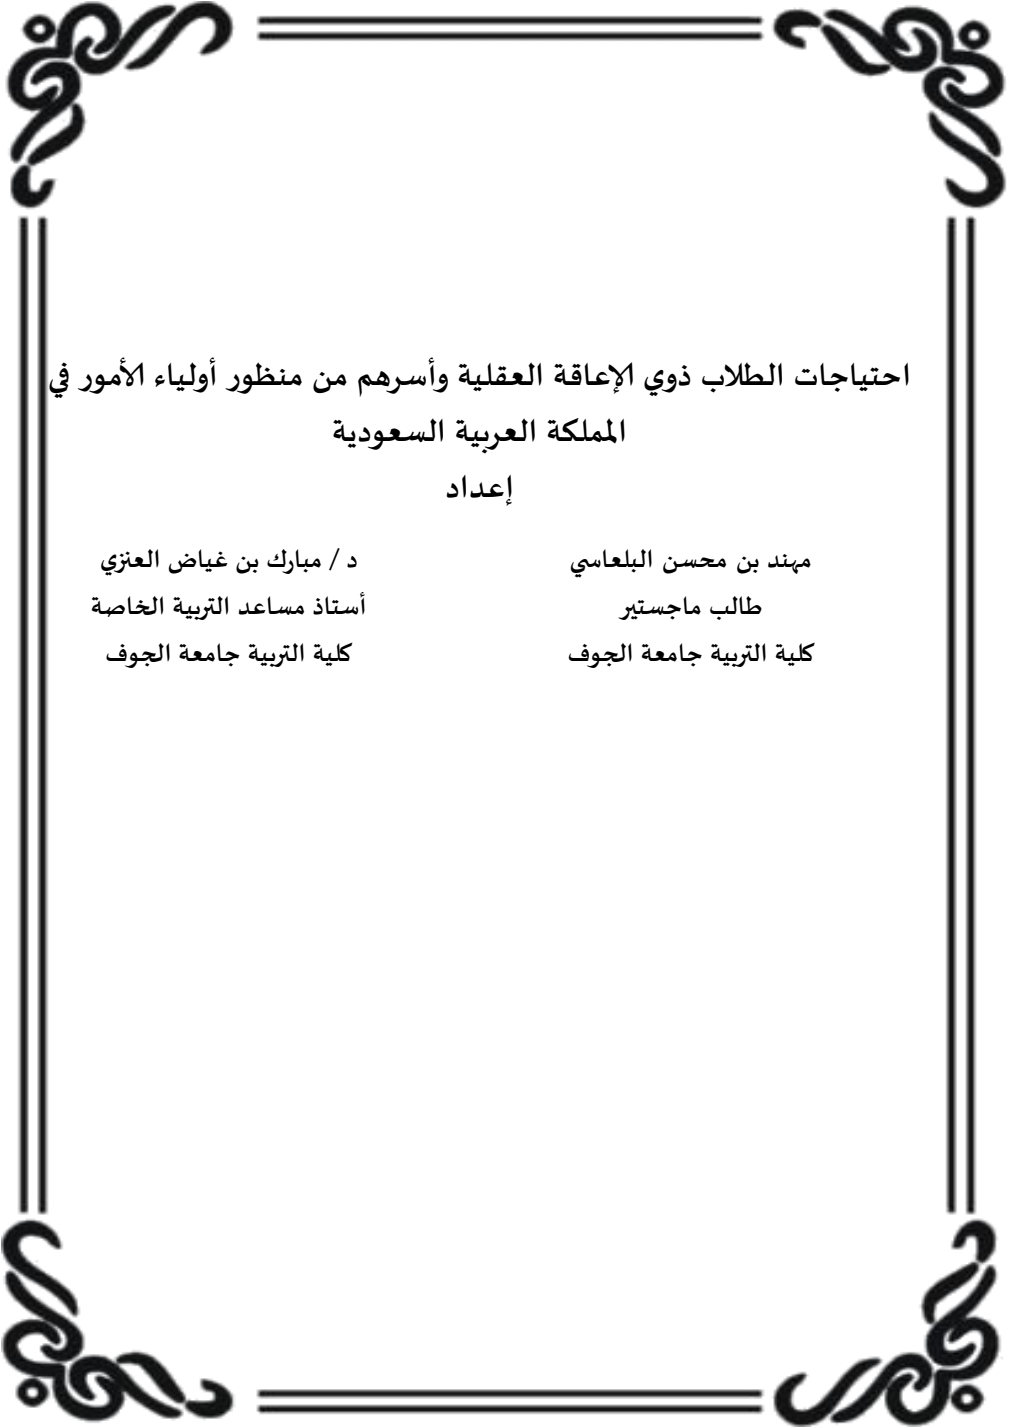 احتياجات الطلاب ذوي الإعاقة العقلية وأسرهم من منظور أولياء الأمور في
المملكة العربية السعودية
إعداد
مهند بن محسن البلعاسي
طالب ماجستير
كلية التربية جامعة الجوف
د / مبارك بن غياض العنزي
أستاذ مساعد التربية الخاصة
كلية التربية جامعة الجوف